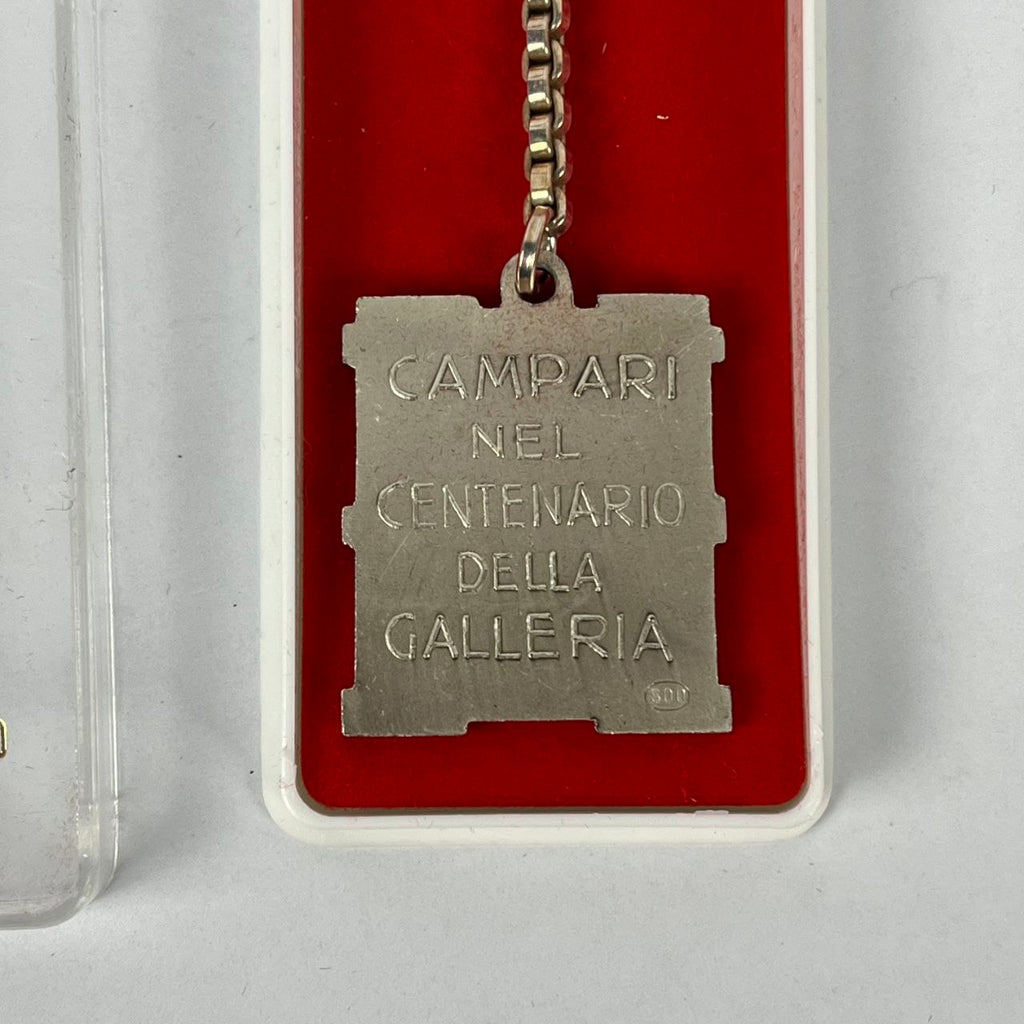 CAMPARI
NEL
CENTENARIO
DELLA
GALLERIA
800